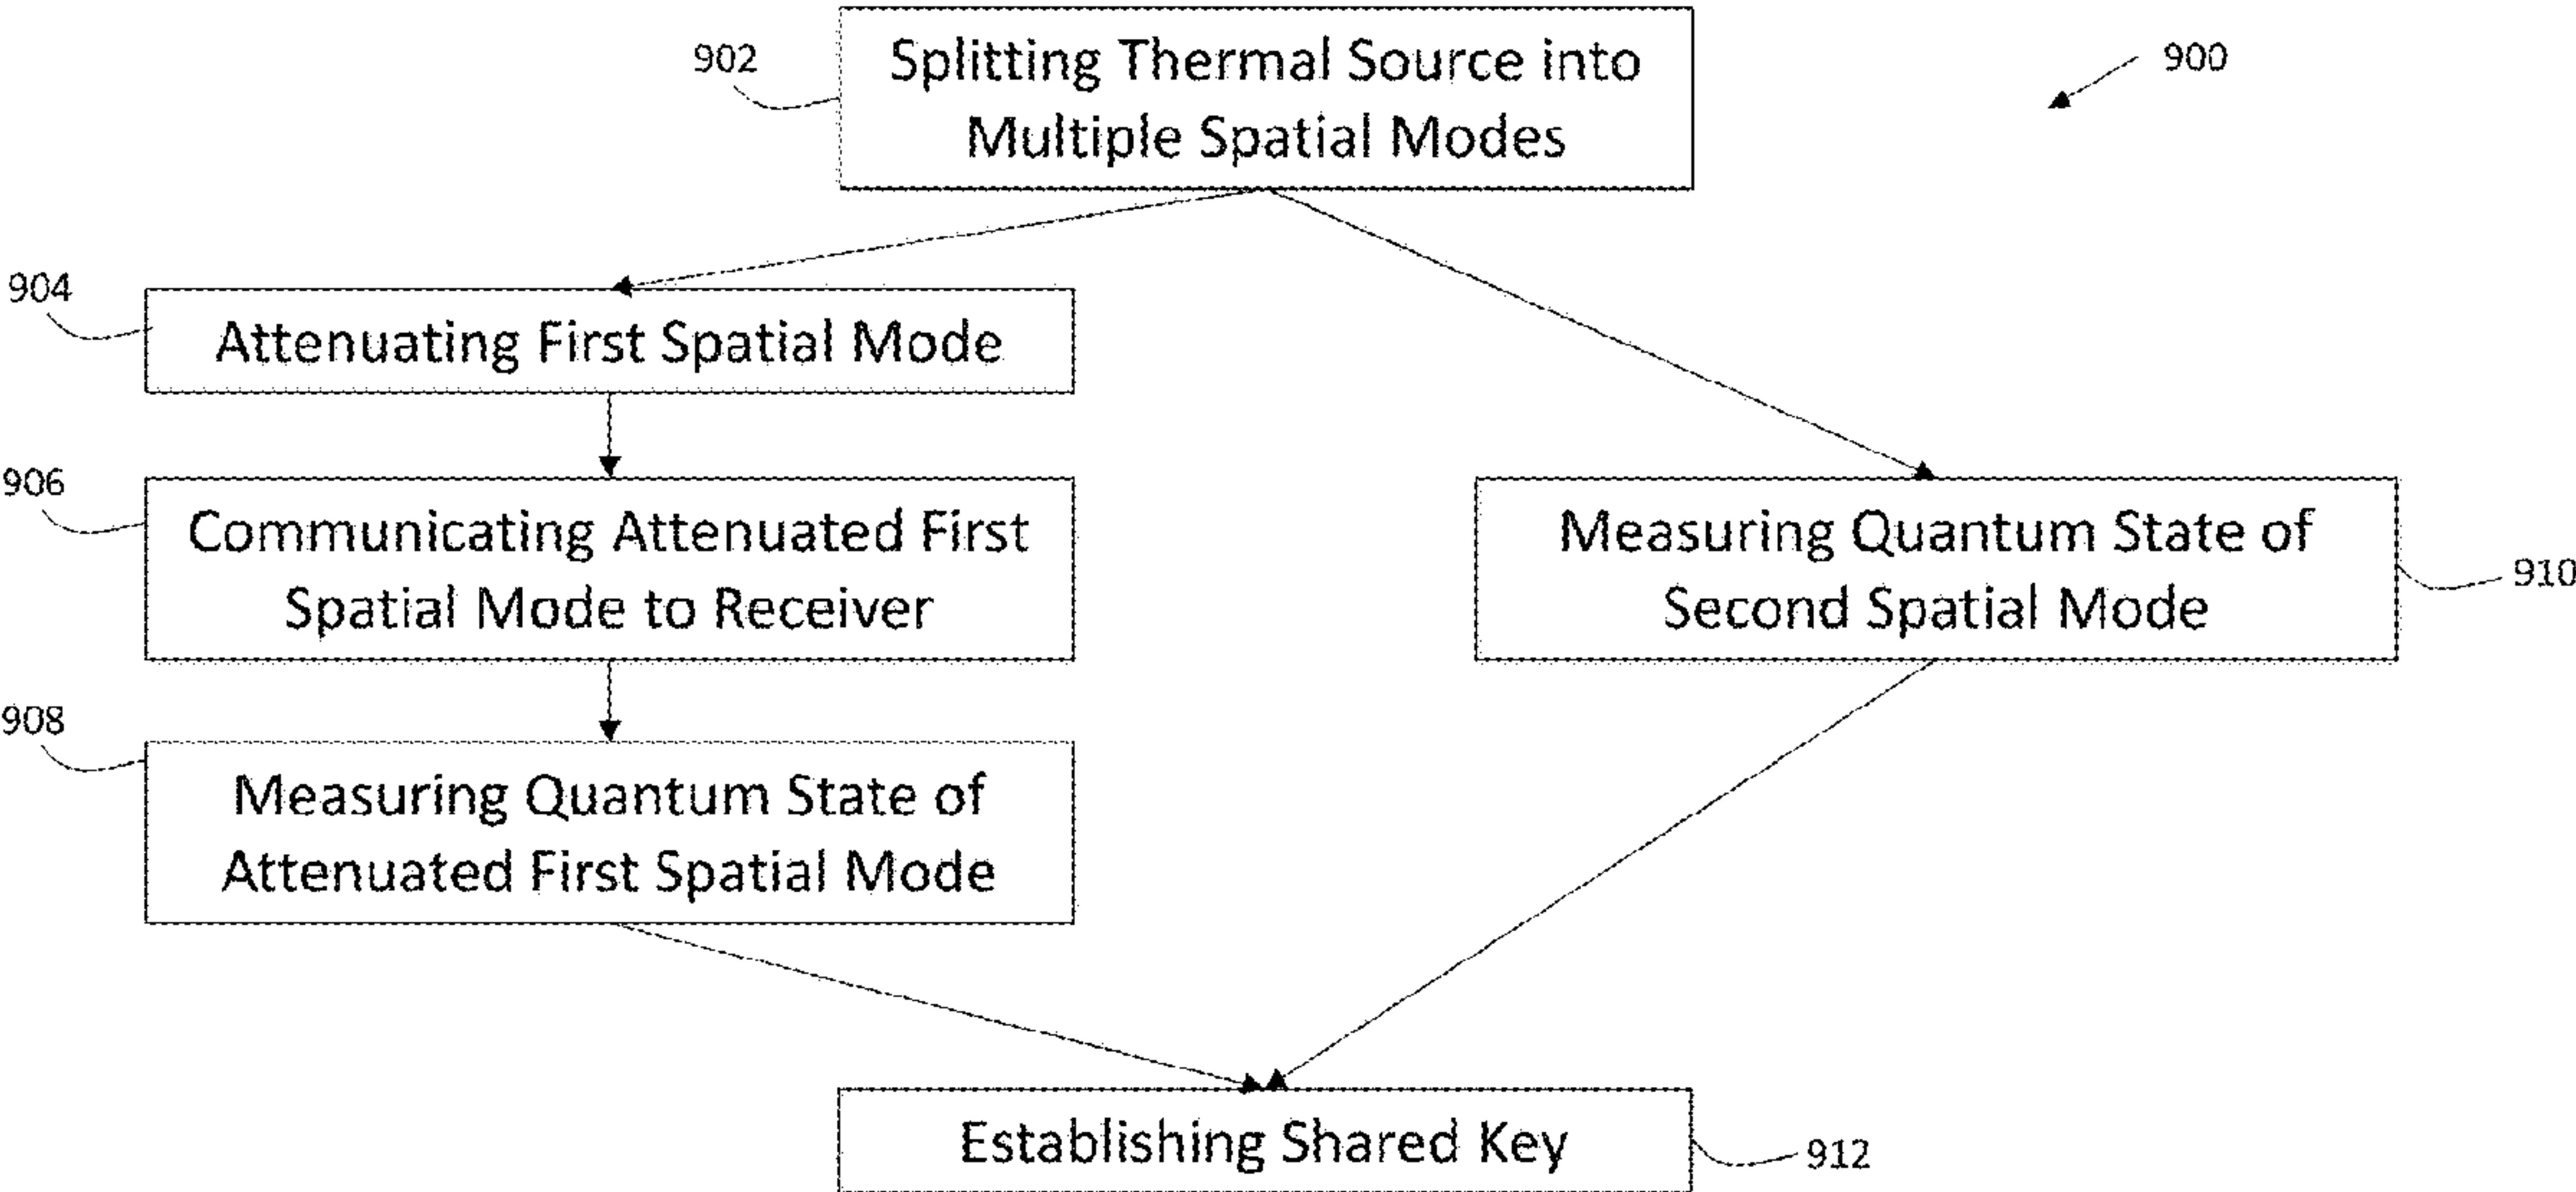 902
Splitting Thermal Source into
Multiple Spatial Modes
900
904
Attenuating First Spatial Mode
906
Communicating Attenuated First
Spatial Mode to Receiver
Measuring Quantum State of
Second Spatial Mode
910
908
Measuring Quantum State of
Attenuated First Spatial Mode
Establishing Shared Key
912